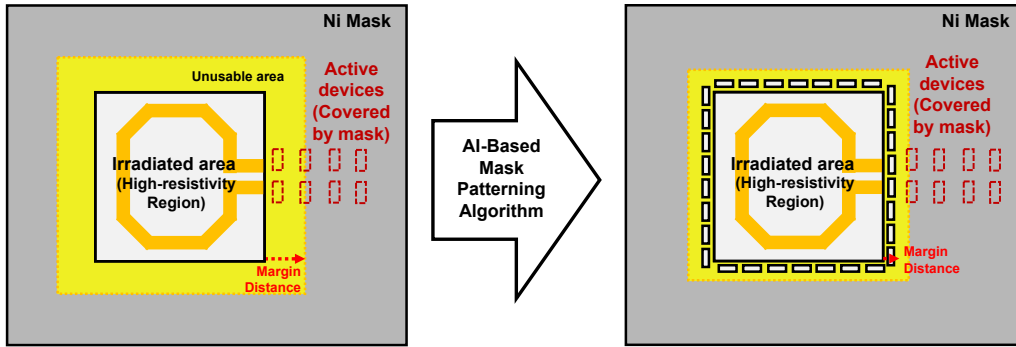 Ni Mask
Unusable area
Active
devices
(Covered
by mask)
Irradiated area
(High-resistivity
Region)
Margin
Distance
AI-Based
Mask
Patterning
Algorithm
Ni Mask
Active
devices
(Covered
by mask)
Irradiated area
(High-resistivity
Region)
Margin
Distance